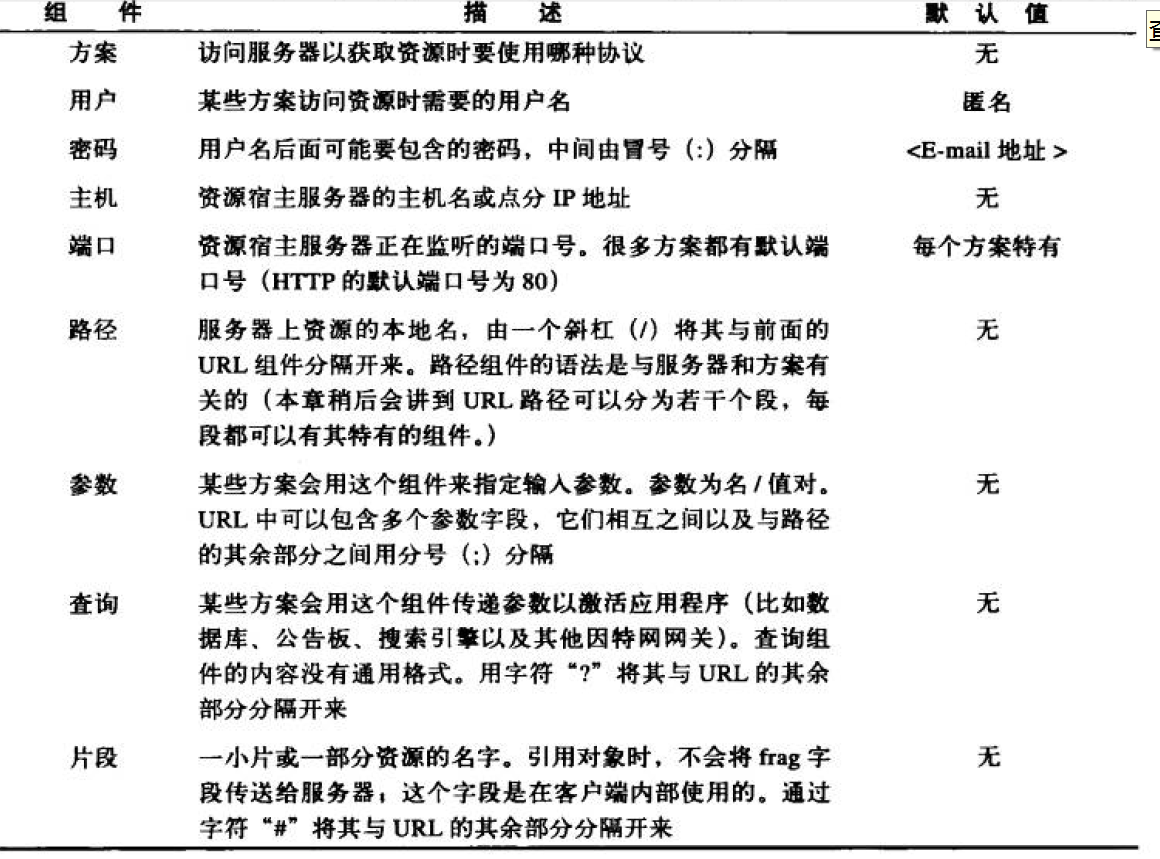 组 件 描 述 默 认 值
方案 访问服务器以获取资源时要使用哪种协议 无
用户 某些方案访问资源时需要的用户名 匿名
密码 用户名后面可能要包含的密码，中间由冒号（:）分隔 <E-mail 地址 >
主机 资源宿主服务器的主机名或点分 IP 地址 无
端口 资源宿主服务器正在监听的端口号。很多方案都有默认端 每个方案特有
口号（HTTP 的默认端口号为 80）
路径 服务器上资源的本地名，由一个斜杠（/）将其与前面的 无
URL 组件分隔开来。路径组件的语法是与服务器和方案有
关的（本章稍后会讲到 URL 路径可以分为若干个段，每
段都可以有其特有的组件。）
参数 某些方案会用这个组件来指定输入参数。参数为名 / 值对。 无
URL 中可以包含多个参数字段，它们相互之间以及与路径
的其余部分之间用分号（;）分隔
查询 某些方案会用这个组件传递参数以激活应用程序（比如数 无
据库、公告板、搜索引擎以及其他因特网网关）。查询组
件的内容没有通用格式。用字符“?”将其与 URL 的其余
部分分隔开来
片段 一小片或一部分资源的名字。引用对象时，不会将 frag 字 无
段传送给服务器；这个字段是在客户端内部使用的。通过
字符“#”将其与 URL 的其余部分分隔开来